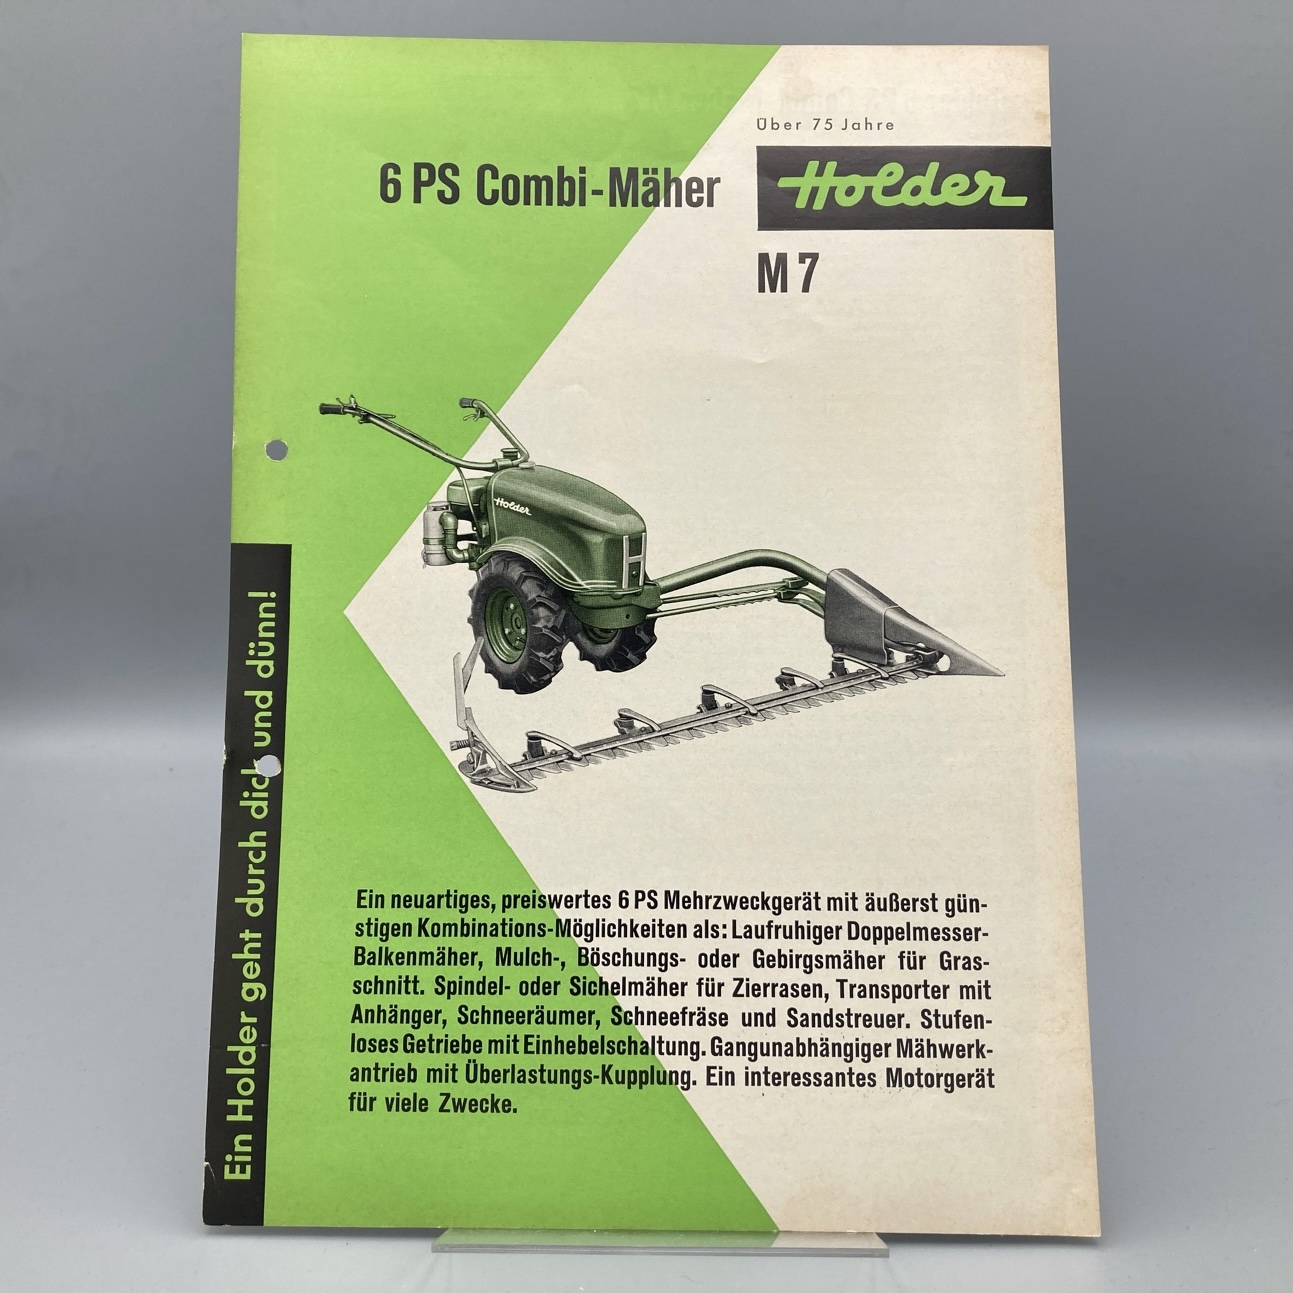 Über 75 Jahre
6 PS Combi-Mäher
Holder
M 7
Holder
Ein Holder geht durch dick und dünn!
Ein neuartiges, preiswertes 6 PS Mehrzweckgerät mit äußerst gün-
stigen Kombinations-Möglichkeiten als: Laufruhiger Doppelmesser-
Balkenmäher, Mulch-, Böschungs- oder Gebirgsmäher für Gras-
schnitt. Spindel- oder Sichelmäher für Zierrasen, Transporter mit
Anhänger, Schneeräumer, Schneefräse und Sandstreuer. Stufen-
loses Getriebe mit Einhebelschaltung. Gangunabhängiger Mähwerk-
antrieb mit Überlastungs-Kupplung. Ein interessantes Motorgerät
für viele Zwecke.